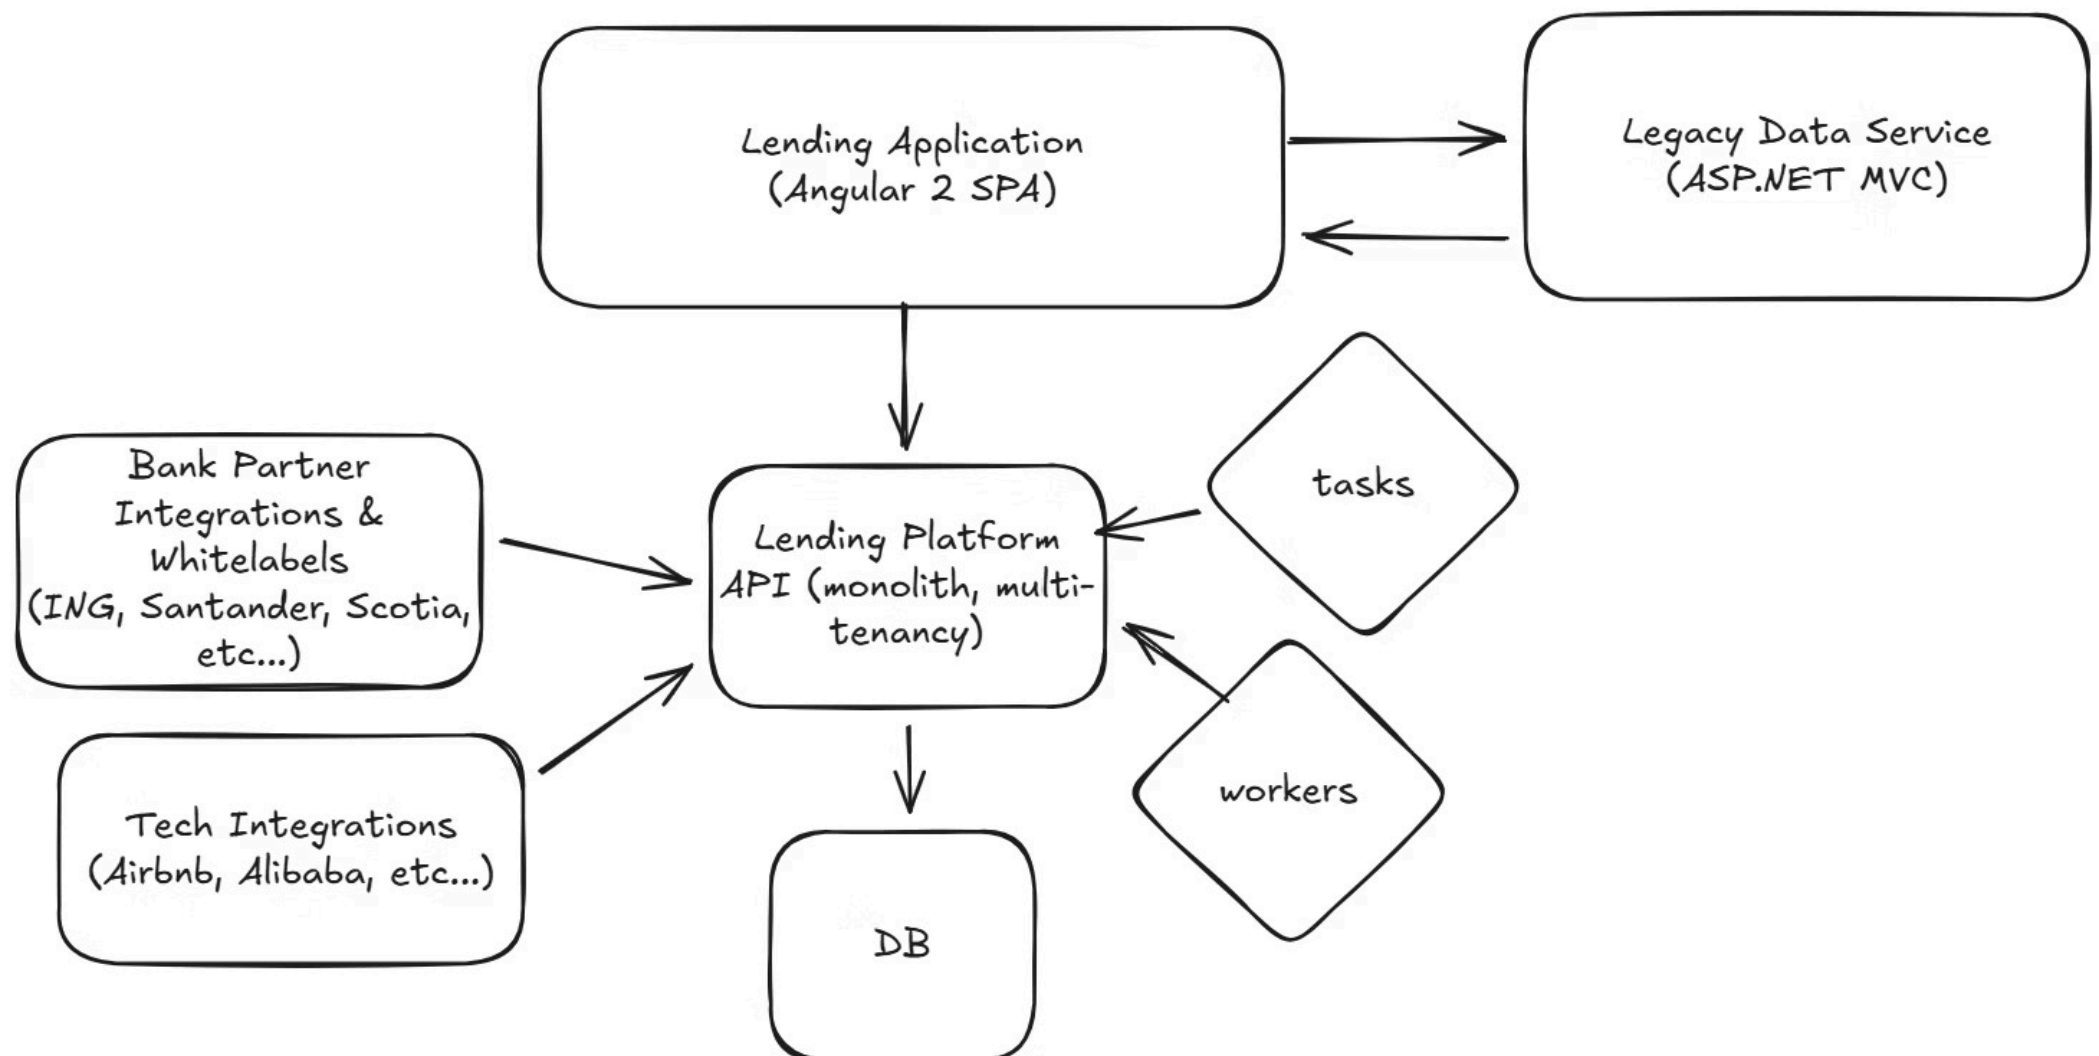 Lending Application
(Angular 2 SPA)
Legacy Data Service
(ASP.NET MVC)
Bank Partner
Integrations &
Whitelabels
(ING, Santander, Scotia,
etc...)
Lending Platform
API (monolith, multi-
tenancy)
tasks
workers
Tech Integrations
(Airbnb, Alibaba, etc...)
DB